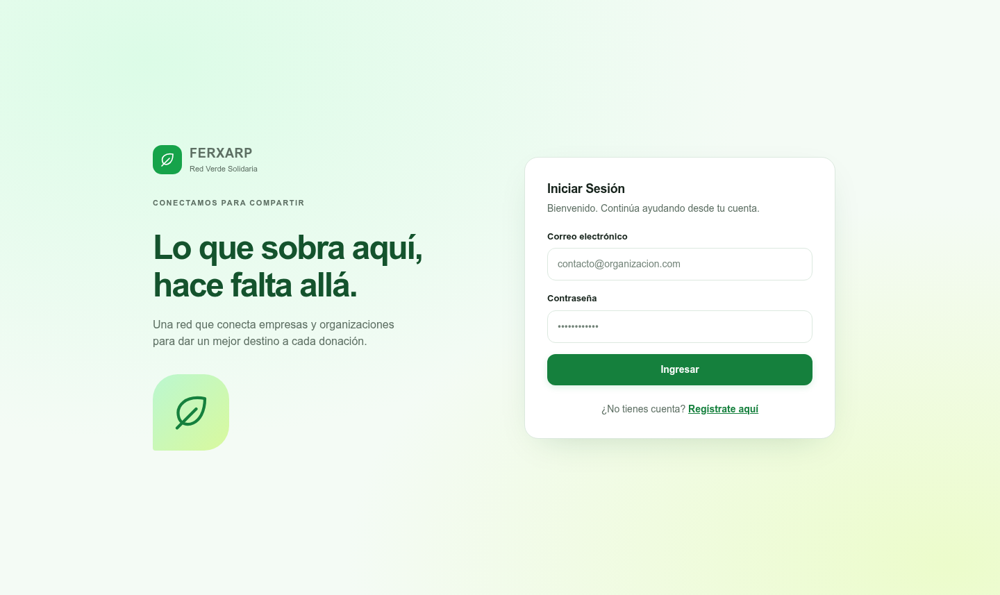 FERXARP
Red Verde Solidaria
CONECTAMOS PARA COMPARTIR
Lo que sobra aquí,
hace falta allá.
Una red que conecta empresas y organizaciones
para dar un mejor destino a cada donación.
Iniciar Sesión
Bienvenido. Continúa ayudando desde tu cuenta.
Correo electrónico
contacto@organizacion.com
Contraseña
••••••••••••
Ingresar
¿No tienes cuenta? Regístrate aquí